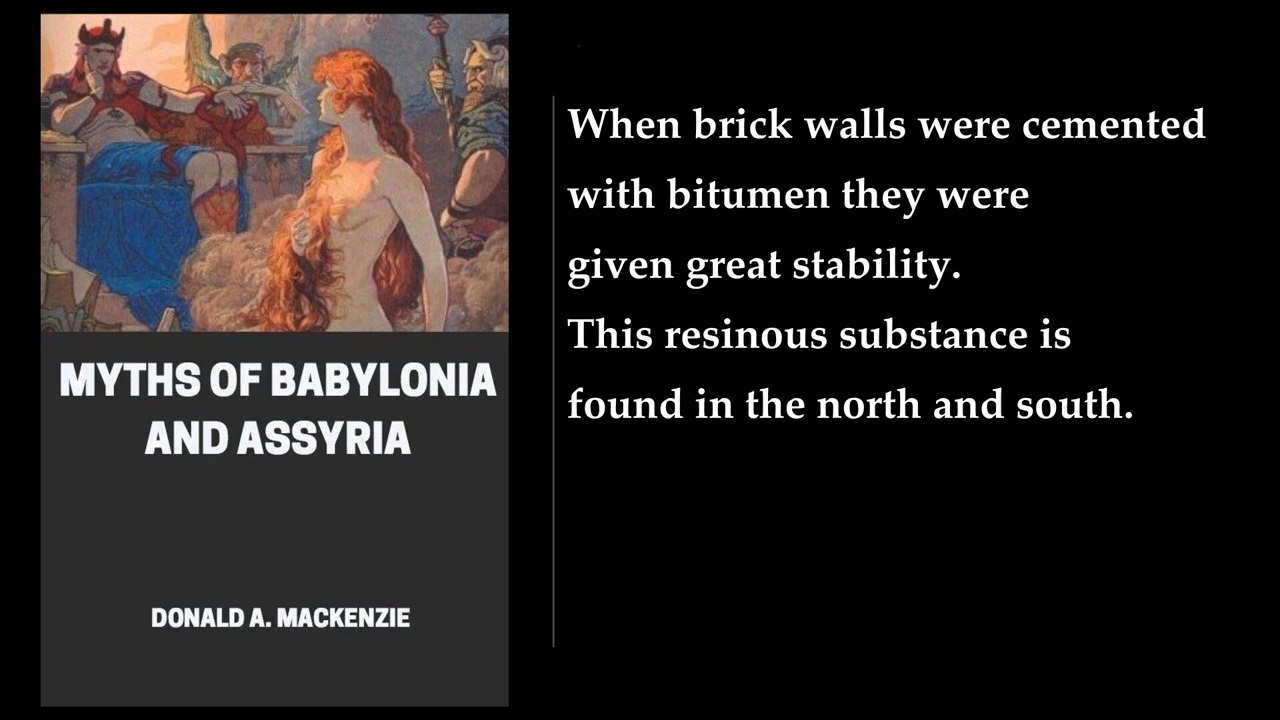 MYTHS OF BABYLONIA
AND ASSYRIA
DONALD A. MACKENZIE
When brick walls were cemented
with bitumen they were
given great stability.
This resinous substance is
found in the north and south.